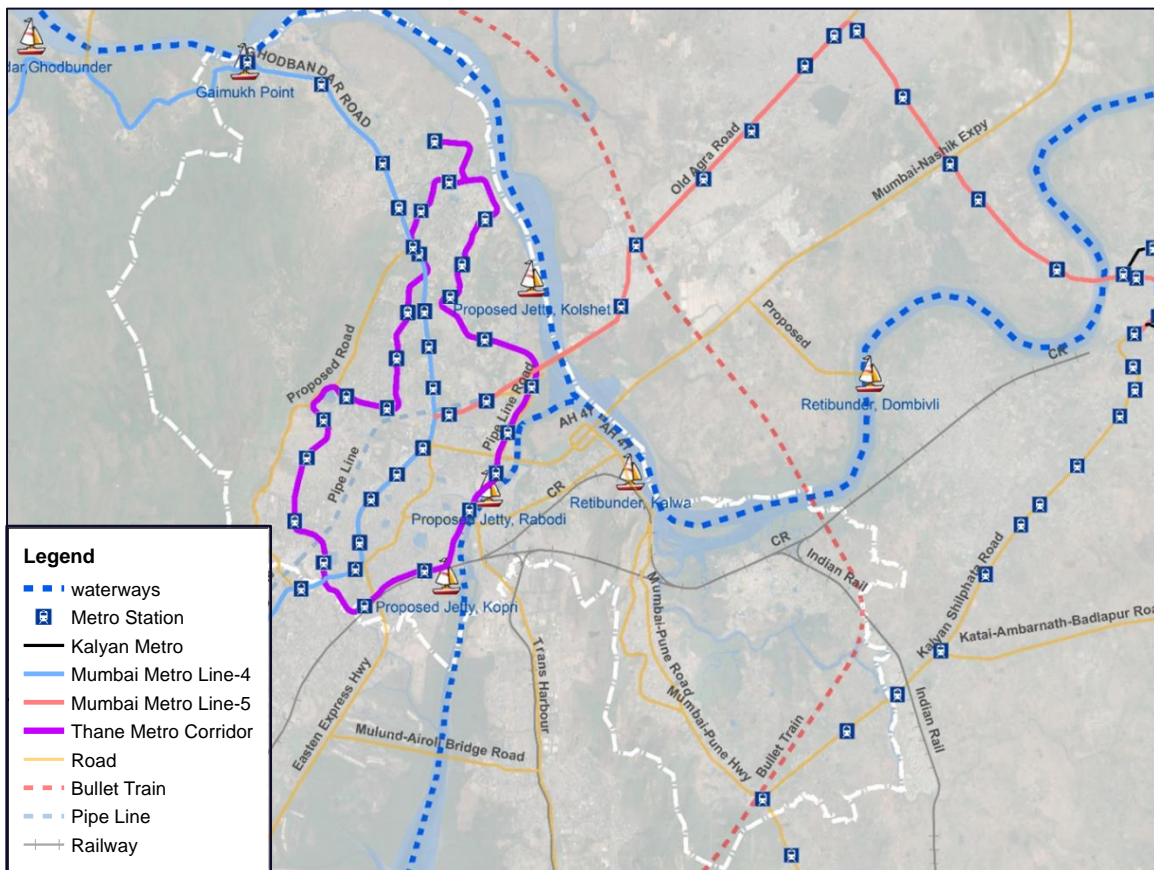 dar,Ghodbunder
GHODBANDAR ROAD
Gaimukh Point
Old Agra Road
Mumbai-Nashik Expy
Proposed Jetty, Kolshet
Proposed
Proposed Road
CR
Retibunder, Dombivli
Pipe Line Road
AH 41
AH 41
Pipe Line
CR
Retibunder, Kalwa
Proposed Jetty, Rabodi
CR
Indian Rail
Kalyan Shilphata Road
Proposed Jetty, Kopri
Mumbai-Pune Road
Katai-Ambarnath-Badlapur Roa
Trans Harbour
Easten Express Hwy
Mulund-Airoli Bridge Road
Mumbai-Pune Hwy
Bullet Train
Indian Rail
Legend
waterways
Metro Station
Kalyan Metro
Mumbai Metro Line-4
Mumbai Metro Line-5
Thane Metro Corridor
Road
Bullet Train
Pipe Line
Railway